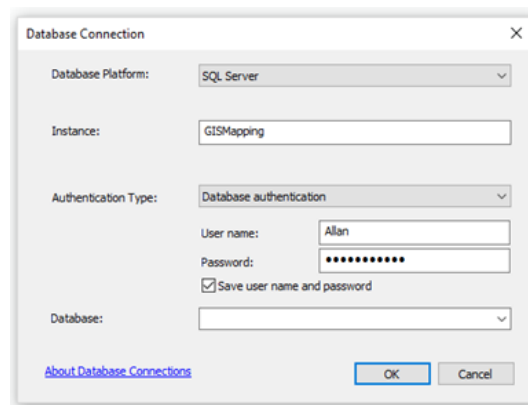 Database Connection
Database Platform: SQL Server
Instance: GISMapping
Authentication Type: Database authentication
User name: Allan
Password: •••••••••••
Save user name and password
Database:
About Database Connections OK Cancel